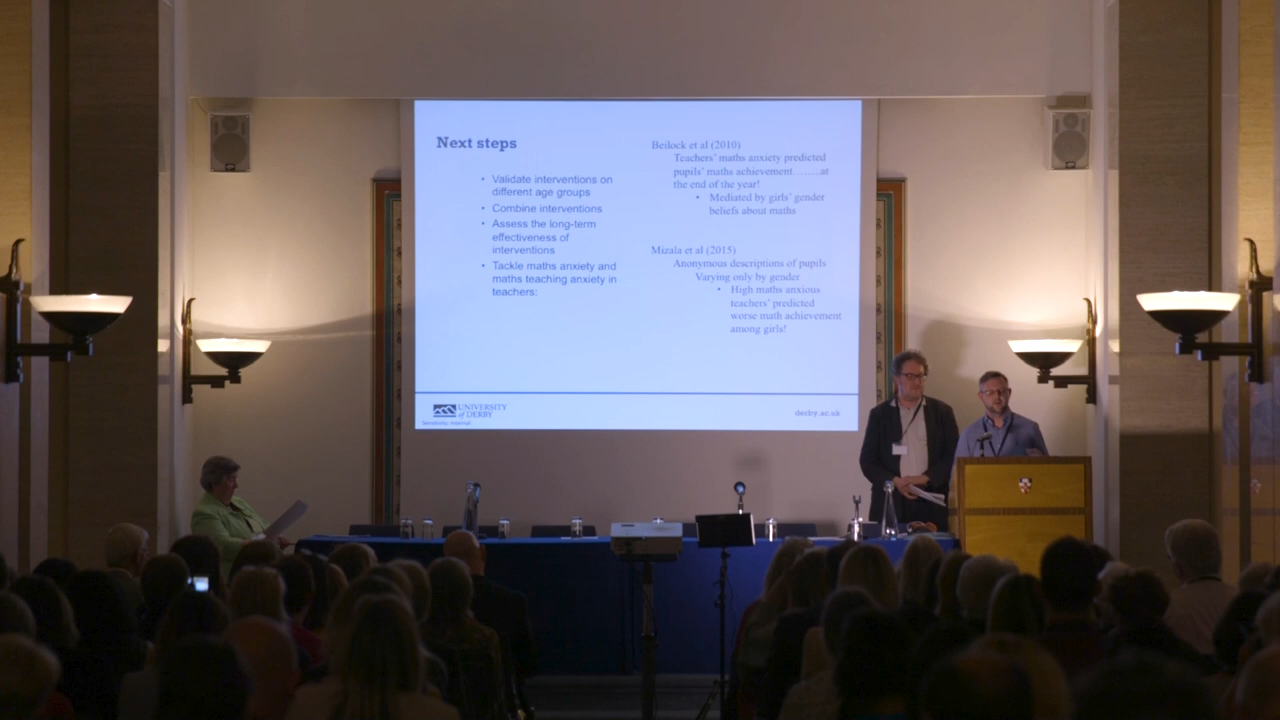 Next steps
• Validate interventions on
different age groups
• Combine interventions
• Assess the long-term
effectiveness of
interventions
• Tackle maths anxiety and
maths teaching anxiety in
teachers:
Beilock et al (2010)
Teachers' maths anxiety predicted
pupils' maths achievement........at
the end of the year!
• Mediated by girls' gender
beliefs about maths
Mizala et al (2015)
Anonymous descriptions of pupils
Varying only by gender
• High maths anxious
teachers' predicted
worse math achievement
among girls!
UNIVERSITY
of DERBY
Sensitivity: Internal
derby.ac.uk